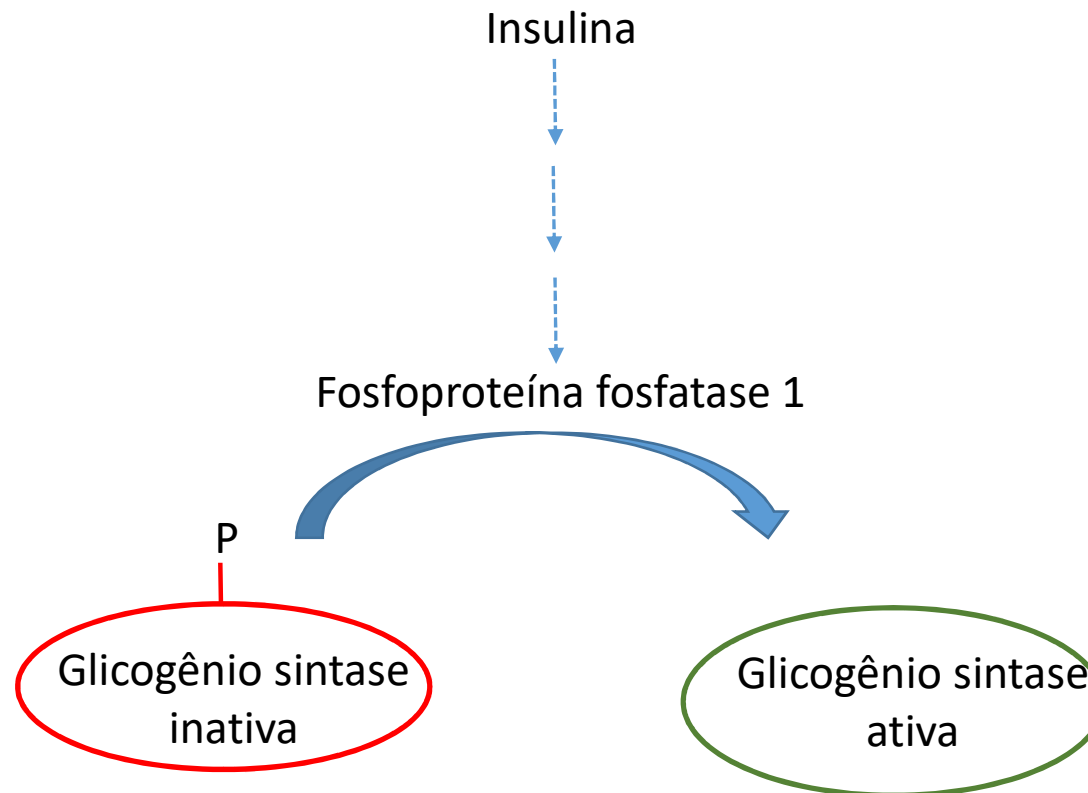 Insulina
Fosfoproteína fosfatase 1
P
Glicogênio sintase
inativa
Glicogênio sintase
ativa